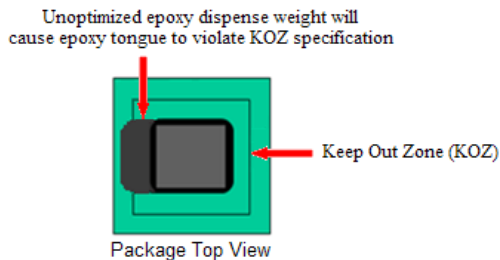 Unoptimized epoxy dispense weight will
cause epoxy tongue to violate KOZ specification
Keep Out Zone (KOZ)
Package Top View